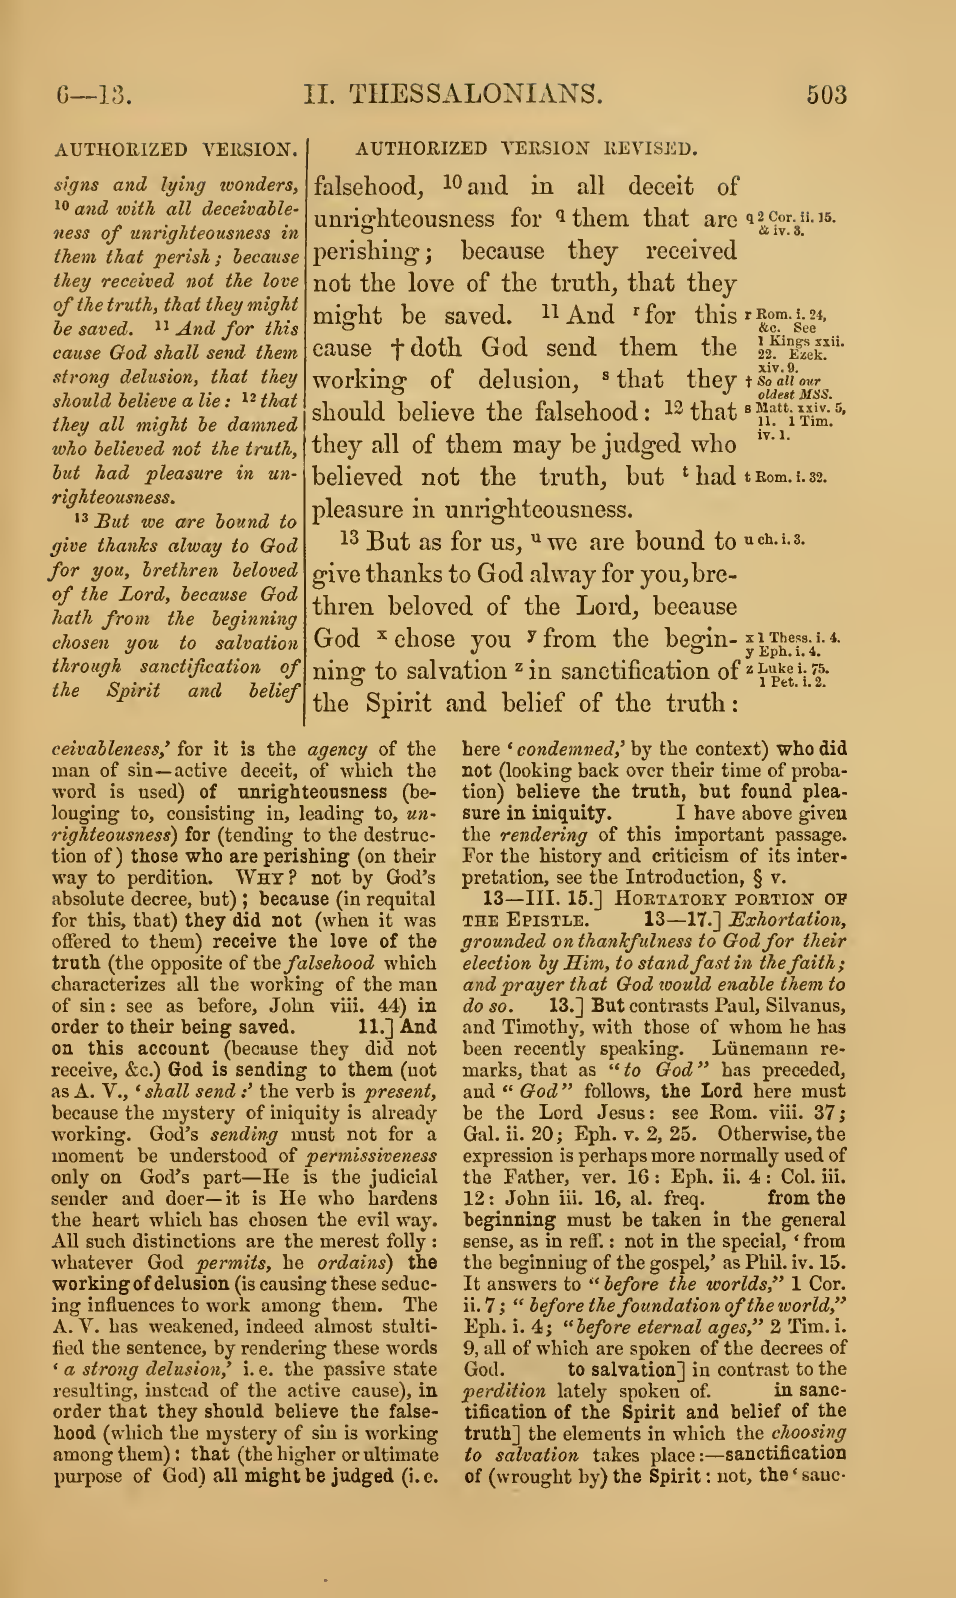 6—13.
II. THESSALONIANS.
503
AUTHORIZED VERSION.
signs and lying wonders,
10 and with all deceivable-
ness of unrighteousness in
them that perish; because
they received not the love
of the truth, that they might
be saved. 11 And for this
cause God shall send them
strong delusion, that they
should believe a lie: 12 that
they all might be damned
who believed not the truth,
but had pleasure in un-
righteousness.
13 But we are bound to
give thanks alway to God
for you, brethren beloved
of the Lord, because God
hath from the beginning
chosen you to salvation
through sanctification of
the Spirit and belief
AUTHORIZED VERSION REVISED.
falsehood, 10 and in all deceit of
unrighteousness for q them that are
perishing; because they received
not the love of the truth, that they
might be saved. 11 And r for this
cause † doth God send them the
working of delusion, s that they
should believe the falsehood: 12 that
they all of them may be judged who
believed not the truth, but t had
pleasure in unrighteousness.
13 But as for us, u we are bound to
give thanks to God alway for you, bre-
thren beloved of the Lord, because
God x chose you y from the begin-
ning to salvation z in sanctification of
the Spirit and belief of the truth:
q 2 Cor. ii. 15.
& iv. 3.
r Rom. i. 24,
&c. See
1 Kings xxii.
22. Ezek.
xiv. 9.
† So all our
oldest MSS.
s Matt. xxiv. 5,
11. 1 Tim.
iv. 1.
t Rom. i. 32.
u ch. i. 3.
x 1 Thess. i. 4.
y Eph. i. 4.
z Luke i. 75.
1 Pet. i. 2.
ceivableness,' for it is the agency of the
man of sin—active deceit, of which the
word is used) of unrighteousness (be-
longing to, consisting in, leading to, un-
righteousness) for (tending to the destruc-
tion of) those who are perishing (on their
way to perdition. WHY? not by God's
absolute decree, but); because (in requital
for this, that) they did not (when it was
offered to them) receive the love of the
truth (the opposite of the falsehood which
characterizes all the working of the man
of sin: see as before, John viii. 44) in
order to their being saved. 11.] And
on this account (because they did not
receive, &c.) God is sending to them (not
as A. V., 'shall send:' the verb is present,
because the mystery of iniquity is already
working. God's sending must not for a
moment be understood of permissiveness
only on God's part—He is the judicial
sender and doer—it is He who hardens
the heart which has chosen the evil way.
All such distinctions are the merest folly:
whatever God permits, he ordains) the
working of delusion (is causing these seduc-
ing influences to work among them. The
A. V. has weakened, indeed almost stulti-
fied the sentence, by rendering these words
'a strong delusion,' i. e. the passive state
resulting, instead of the active cause), in
order that they should believe the false-
hood (which the mystery of sin is working
among them): that (the higher or ultimate
purpose of God) all might be judged (i. e.
here 'condemned,' by the context) who did
not (looking back over their time of proba-
tion) believe the truth, but found plea-
sure in iniquity. I have above given
the rendering of this important passage.
For the history and criticism of its inter-
pretation, see the Introduction, § v.
13—III. 15.] HORTATORY PORTION OF
THE EPISTLE. 13—17.] Exhortation,
grounded on thankfulness to God for their
election by Him, to stand fast in the faith;
and prayer that God would enable them to
do so. 13.] But contrasts Paul, Silvanus,
and Timothy, with those of whom he has
been recently speaking. Lünemann re-
marks, that as "to God" has preceded,
and "God" follows, the Lord here must
be the Lord Jesus: see Rom. viii. 37;
Gal. ii. 20; Eph. v. 2, 25. Otherwise, the
expression is perhaps more normally used of
the Father, ver. 16: Eph. ii. 4: Col. iii.
12: John iii. 16, al. freq. from the
beginning must be taken in the general
sense, as in reff.: not in the special, 'from
the beginning of the gospel,' as Phil. iv. 15.
It answers to "before the worlds," 1 Cor.
ii. 7; "before the foundation of the world,"
Eph. i. 4; "before eternal ages," 2 Tim. i.
9, all of which are spoken of the decrees of
God. to salvation] in contrast to the
perdition lately spoken of. in sanc-
tification of the Spirit and belief of the
truth] the elements in which the choosing
to salvation takes place:—sanctification
of (wrought by) the Spirit: not, the 'sanc-